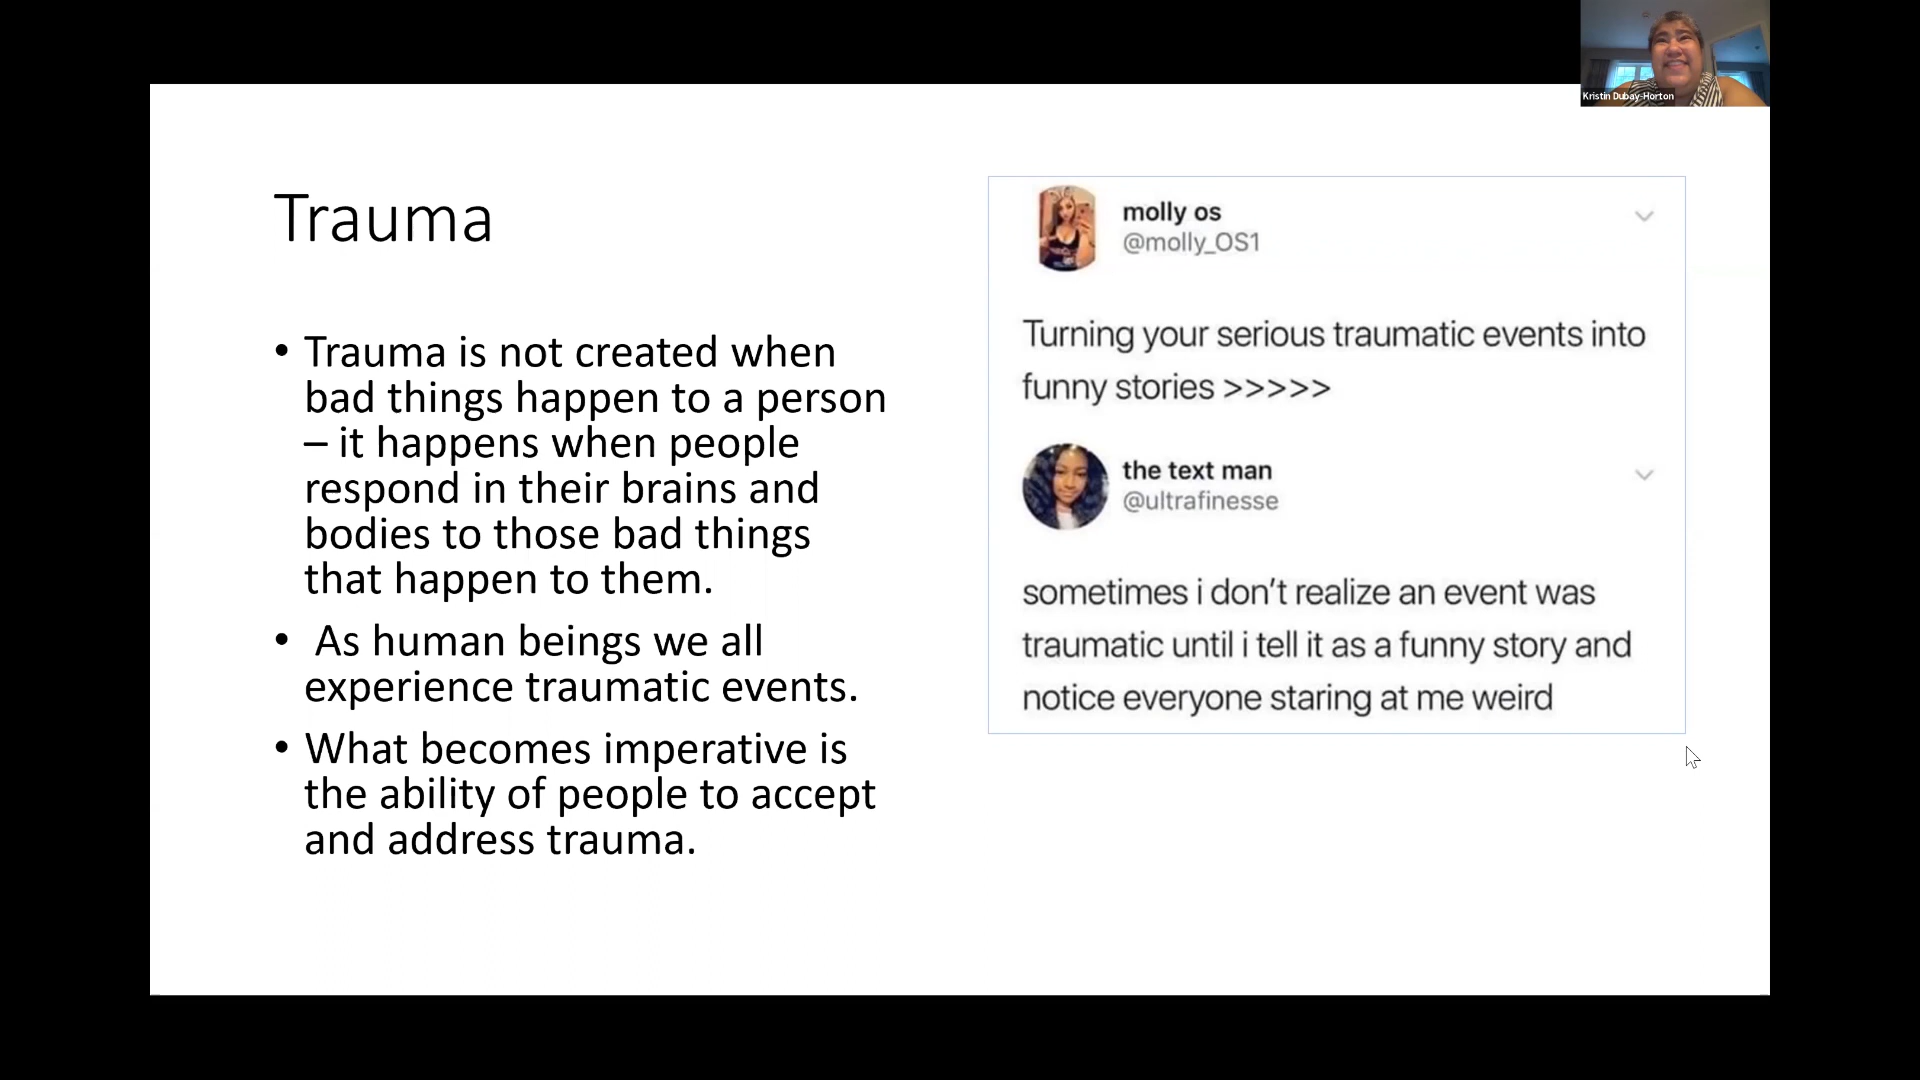 Kristin Dubay-Horton
Trauma
• Trauma is not created when
bad things happen to a person
– it happens when people
respond in their brains and
bodies to those bad things
that happen to them.
• As human beings we all
experience traumatic events.
• What becomes imperative is
the ability of people to accept
and address trauma.
molly os
@molly_OS1
Turning your serious traumatic events into
funny stories >>>>>
the text man
@ultrafinesse
sometimes i don’t realize an event was
traumatic until i tell it as a funny story and
notice everyone staring at me weird